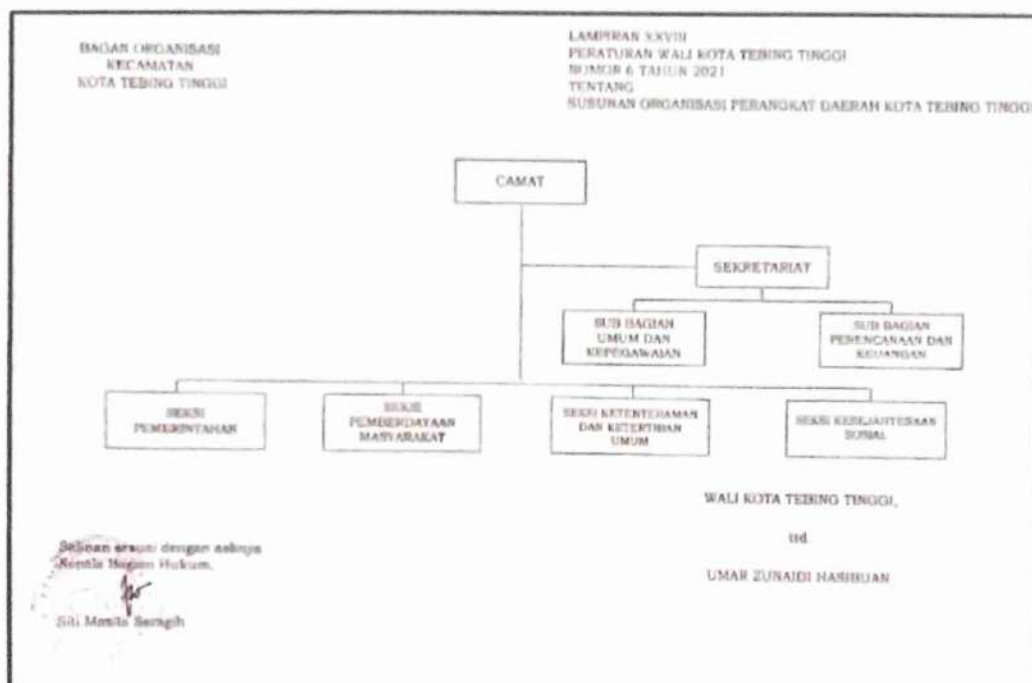 BAGAN ORGANISASI
KECAMATAN
KOTA TEBING TINGGI
LAMPIRAN XXVIII
PERATURAN WALI KOTA TEBING TINGGI
NOMOR 6 TAHUN 2021
TENTANG
SUSUNAN ORGANISASI PERANGKAT DAERAH KOTA TEBING TINGGI
CAMAT
SEKRETARIAT
SUB BAGIAN
UMUM DAN
KEPEGAWAIAN
SUB BAGIAN
PERENCANAAN DAN
KEUANGAN
SEKSI
PEMERINTAHAN
SEKSI
PEMBERDAYAAN
MASYARAKAT
SEKSI KETENTERAMAN
DAN KETERTIBAN
UMUM
SEKSI KESEJAHTERAAN
SOSIAL
WALI KOTA TEBING TINGGI,
ttd
UMAR ZUNAIDI HASIBUAN
Salinan sesuai dengan aslinya
Kepala Bagian Hukum,
Siti Masita Saragih